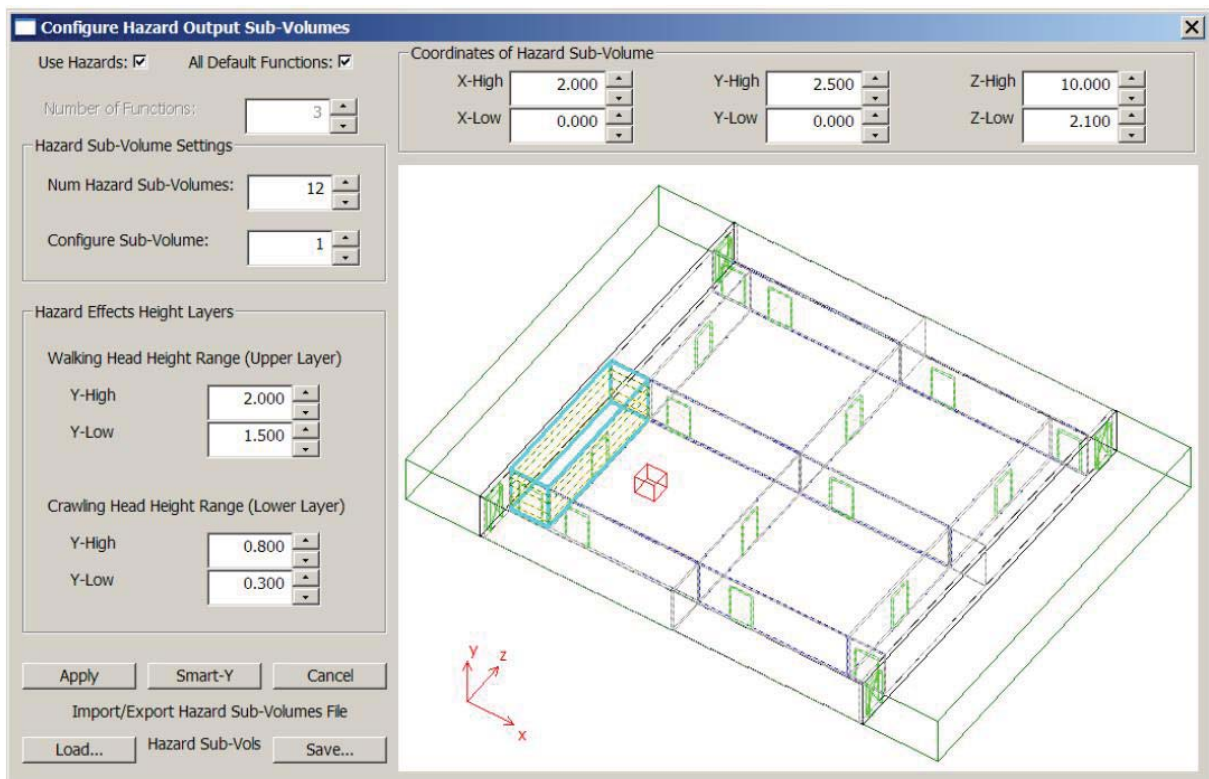 Configure Hazard Output Sub-Volumes
Use Hazards: All Default Functions:
Number of Functions: 3
Hazard Sub-Volume Settings
Num Hazard Sub-Volumes: 12
Configure Sub-Volume: 1
Hazard Effects Height Layers
Walking Head Height Range (Upper Layer)
Y-High 2.000
Y-Low 1.500
Crawling Head Height Range (Lower Layer)
Y-High 0.800
Y-Low 0.300
Apply Smart-Y Cancel
Import/Export Hazard Sub-Volumes File
Load... Hazard Sub-Vols Save...
Coordinates of Hazard Sub-Volume
X-High 2.000 Y-High 2.500 Z-High 10.000
X-Low 0.000 Y-Low 0.000 Z-Low 2.100
y
z
x